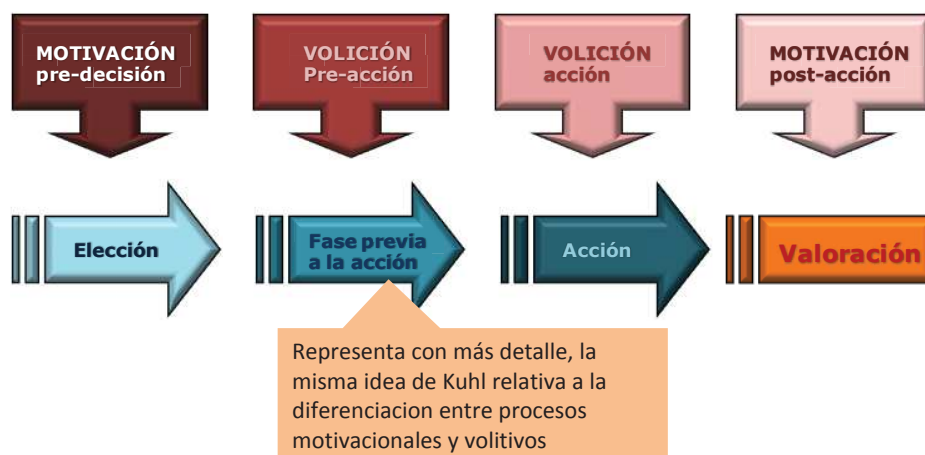 MOTIVACIÓN
pre-decisión
VOLICIÓN
Pre-acción
VOLICIÓN
acción
MOTIVACIÓN
post-acción
Elección
Fase previa
a la acción
Acción
Valoración
Representa con más detalle, la
misma idea de Kuhl relativa a la
diferenciacion entre procesos
motivacionales y volitivos